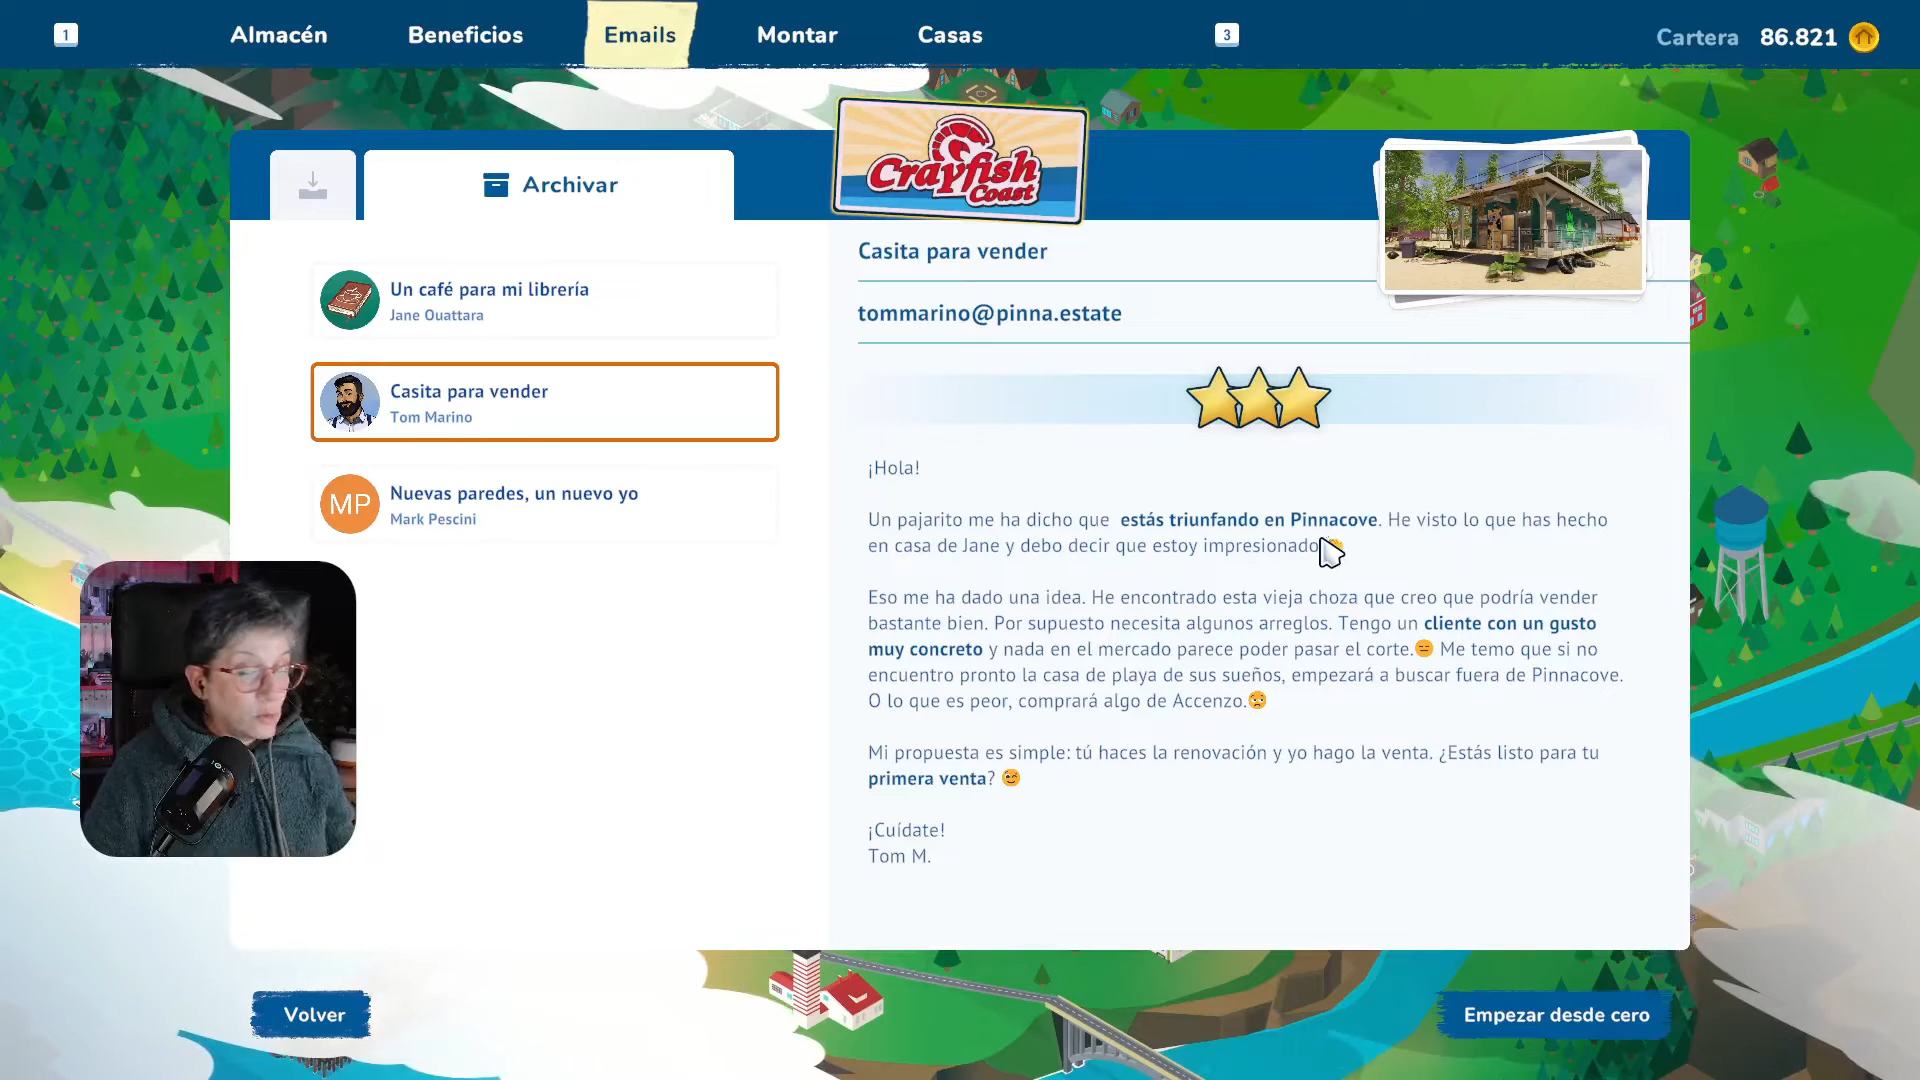 1
Almacén
Beneficios
Emails
Montar
Casas
3
Cartera 86.821
Archivar
Crayfish
Coast
Un café para mi librería
Jane Ouattara
Casita para vender
Tom Marino
MP
Nuevas paredes, un nuevo yo
Mark Pescini
Casita para vender
tommarino@pinna.estate
¡Hola!
Un pajarito me ha dicho que estás triunfando en Pinnacove. He visto lo que has hecho
en casa de Jane y debo decir que estoy impresionado
Eso me ha dado una idea. He encontrado esta vieja choza que creo que podría vender
bastante bien. Por supuesto necesita algunos arreglos. Tengo un cliente con un gusto
muy concreto y nada en el mercado parece poder pasar el corte.😑 Me temo que si no
encuentro pronto la casa de playa de sus sueños, empezará a buscar fuera de Pinnacove.
O lo que es peor, comprará algo de Accenzo.😟
Mi propuesta es simple: tú haces la renovación y yo hago la venta. ¿Estás listo para tu
primera venta? 😉
¡Cuídate!
Tom M.
Volver
Empezar desde cero